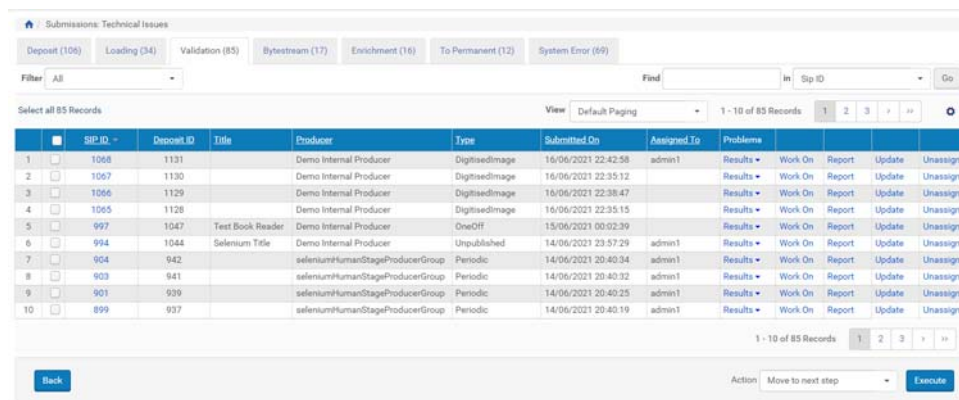 Submissions: Technical Issues
Deposit (106) Loading (34) Validation (85) Bytestream (17) Enrichment (16) To Permanent (12) System Error (69)
Filter All Find in Sip ID Go
Select all 85 Records View Default Paging 1 - 10 of 85 Records 1 2 3 › ››
SIP ID Deposit ID Title Producer Type Submitted On Assigned To Problems
1 1068 1131 Demo Internal Producer DigitisedImage 16/06/2021 22:42:58 admin1 Results Work On Report Update Unassign
2 1067 1130 Demo Internal Producer DigitisedImage 16/06/2021 22:35:12 Results Work On Report Update Unassign
3 1066 1129 Demo Internal Producer DigitisedImage 16/06/2021 22:38:47 Results Work On Report Update Unassign
4 1065 1128 Demo Internal Producer DigitisedImage 16/06/2021 22:35:15 Results Work On Report Update Unassign
5 997 1047 Test Book Reader Demo Internal Producer OneOff 15/06/2021 00:02:39 Results Work On Report Update Unassign
6 994 1044 Selenium Title Demo Internal Producer Unpublished 14/06/2021 23:57:29 admin1 Results Work On Report Update Unassign
7 904 942 seleniumHumanStageProducerGroup Periodic 14/06/2021 20:40:34 admin1 Results Work On Report Update Unassign
8 903 941 seleniumHumanStageProducerGroup Periodic 14/06/2021 20:40:32 admin1 Results Work On Report Update Unassign
9 901 939 seleniumHumanStageProducerGroup Periodic 14/06/2021 20:40:25 admin1 Results Work On Report Update Unassign
10 899 937 seleniumHumanStageProducerGroup Periodic 14/06/2021 20:40:19 admin1 Results Work On Report Update Unassign
1 - 10 of 85 Records 1 2 3 › ››
Back Action Move to next step Execute